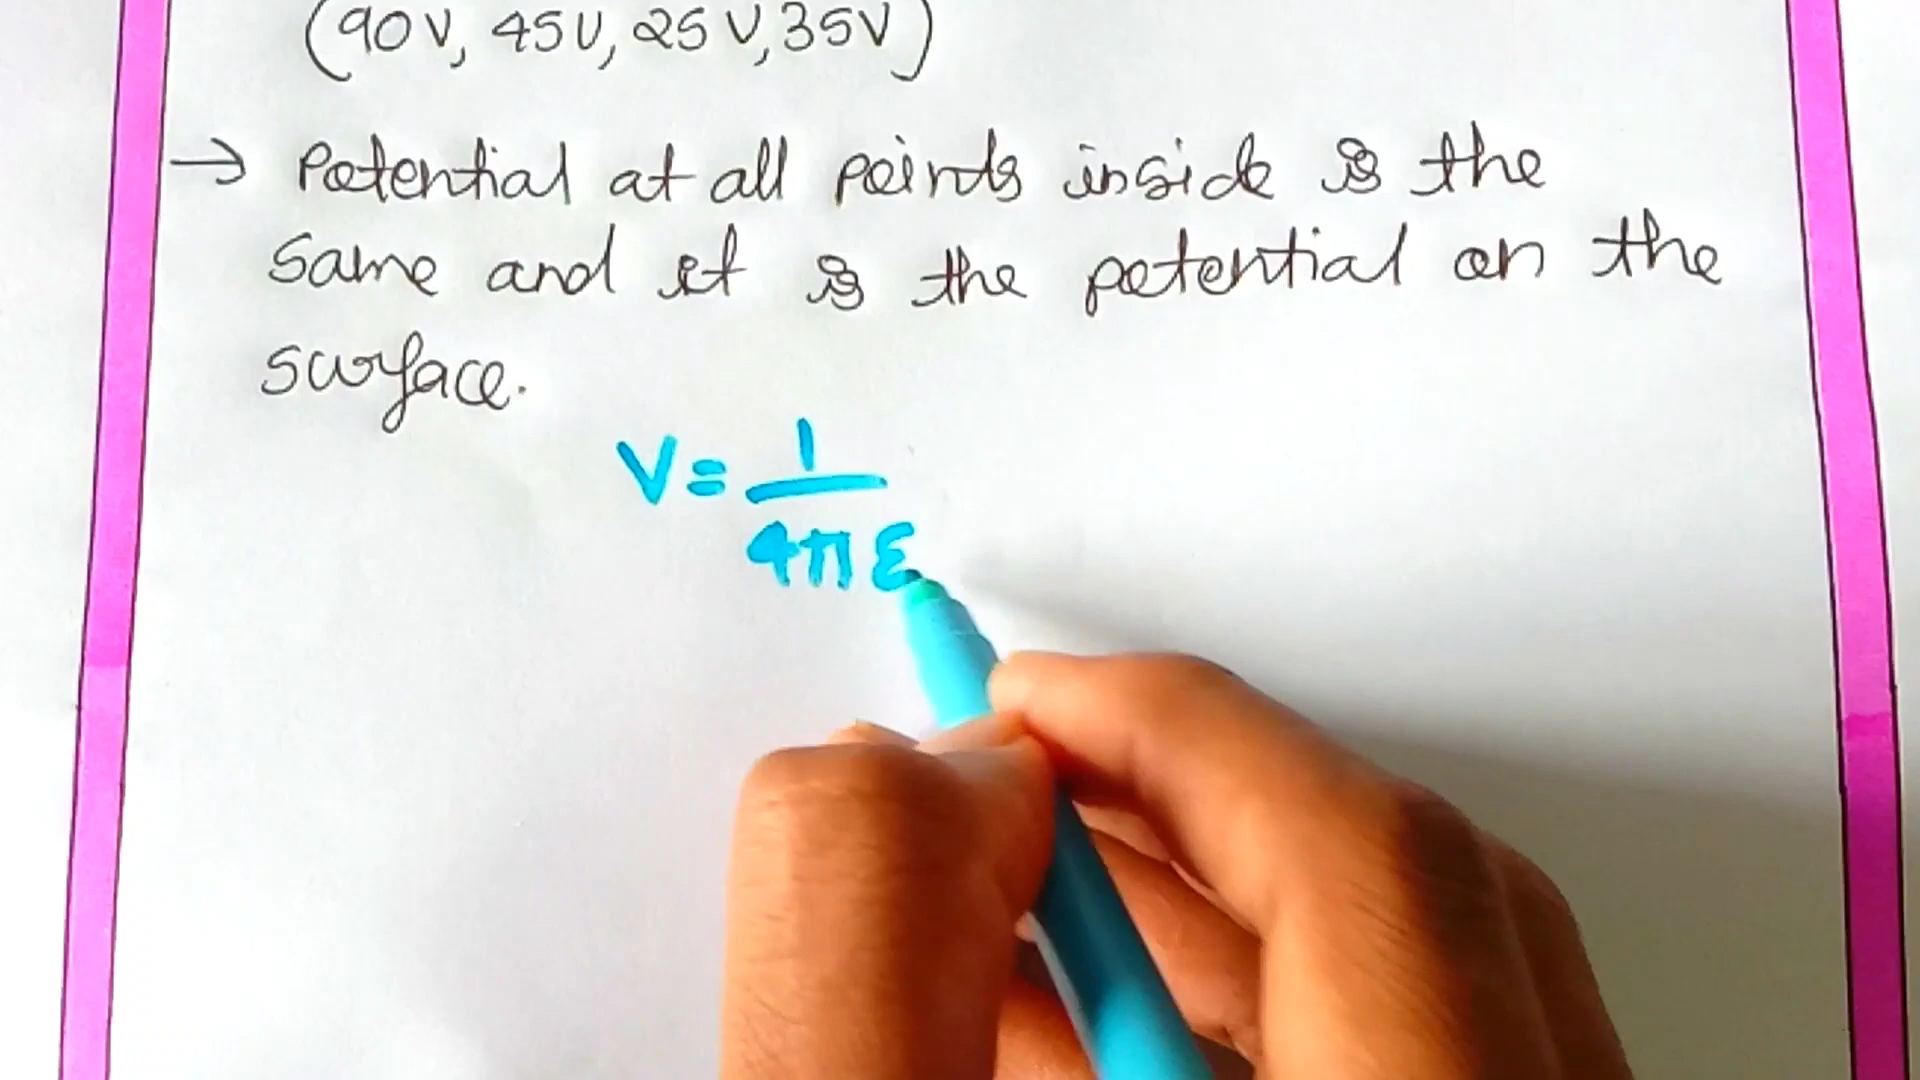 (90V, 45V, 25V, 35V)
→ Potential at all points inside is the
same and it is the potential on the
surface.
V = 1
4πε